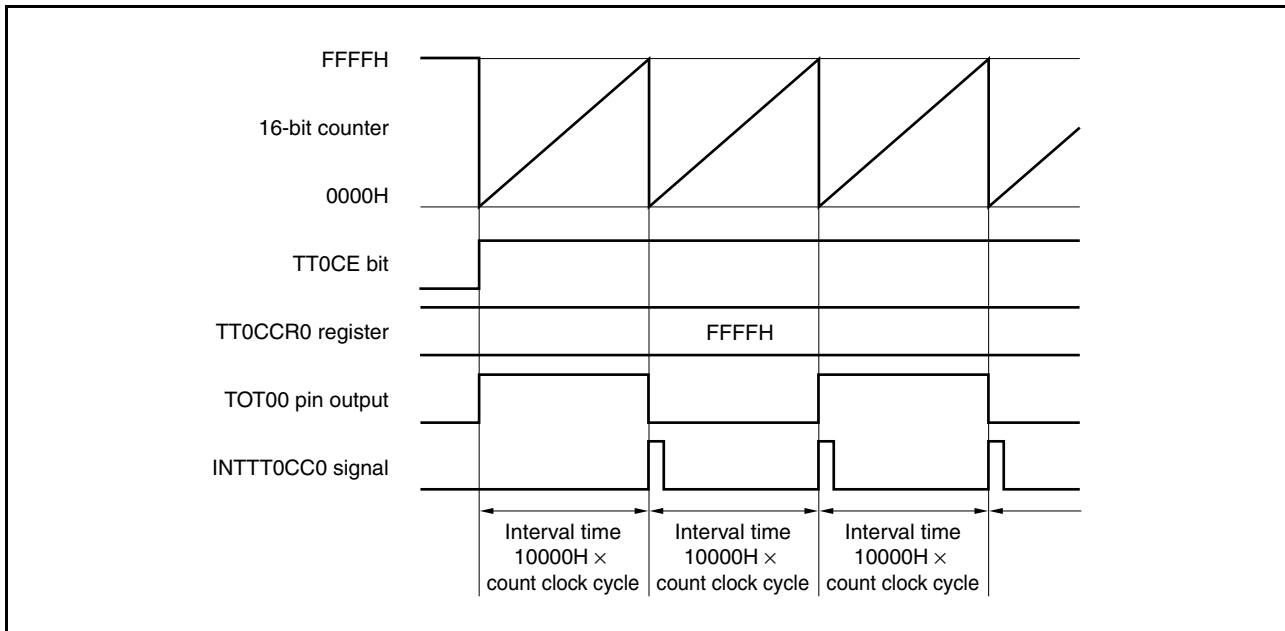 FFFFH
16-bit counter
0000H
TT0CE bit
TT0CCR0 register
FFFFH
TOT00 pin output
INTTT0CC0 signal
Interval time
10000H ×
count clock cycle
Interval time
10000H ×
count clock cycle
Interval time
10000H ×
count clock cycle